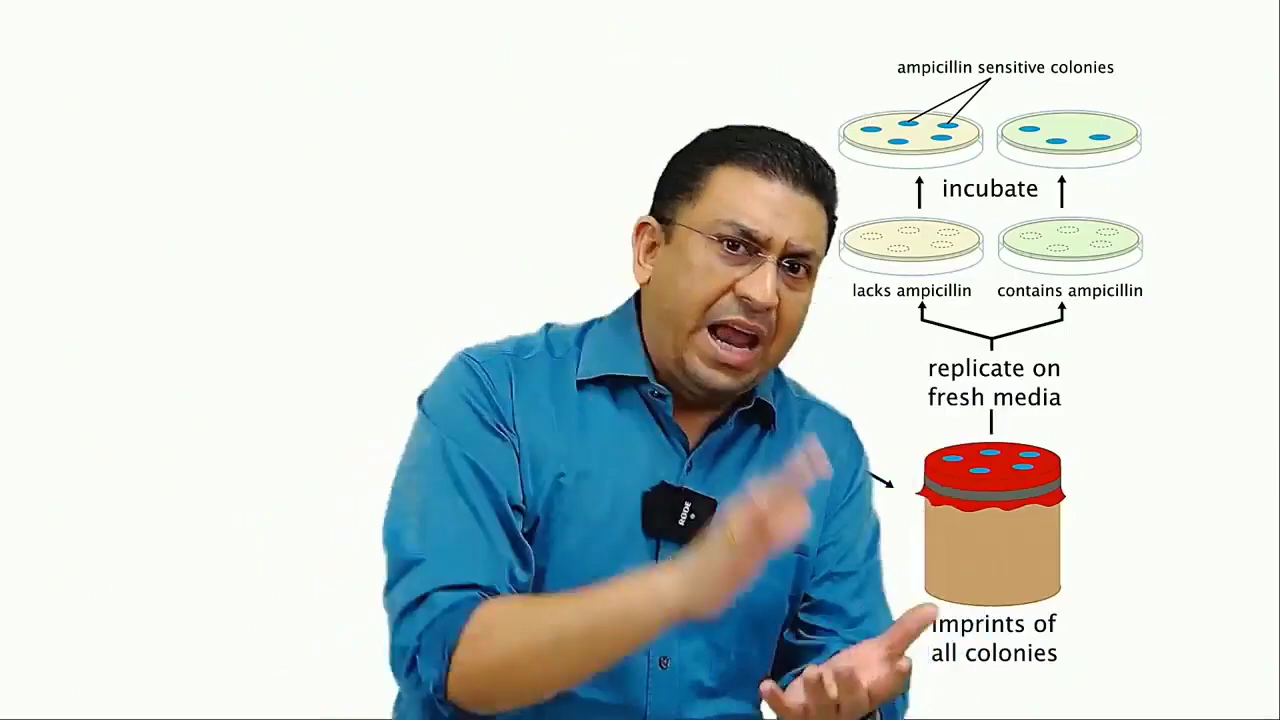 ampicillin sensitive colonies
incubate
lacks ampicillin
contains ampicillin
replicate on
fresh media
RODE
imprints of
all colonies